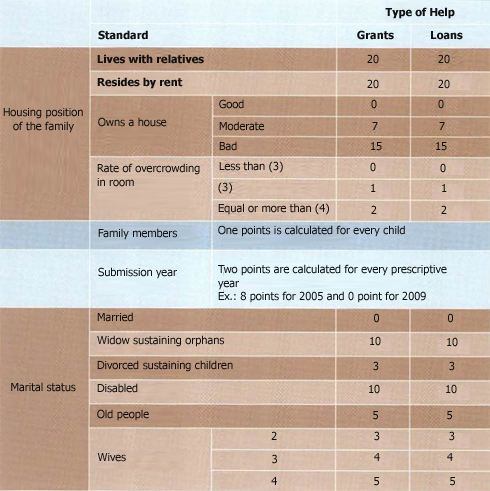 Type of Help
Standard Grants Loans
Housing position of the family
Lives with relatives 20 20
Resides by rent 20 20
Owns a house
Good 0 0
Moderate 7 7
Bad 15 15
Rate of overcrowding in room
Less than (3) 0 0
(3) 1 1
Equal or more than (4) 2 2
Family members One points is calculated for every child
Submission year
Two points are calculated for every prescriptive
year
Ex.: 8 points for 2005 and 0 point for 2009
Marital status
Married 0 0
Widow sustaining orphans 10 10
Divorced sustaining children 3 3
Disabled 10 10
Old people 5 5
Wives
2 3 3
3 4 4
4 5 5